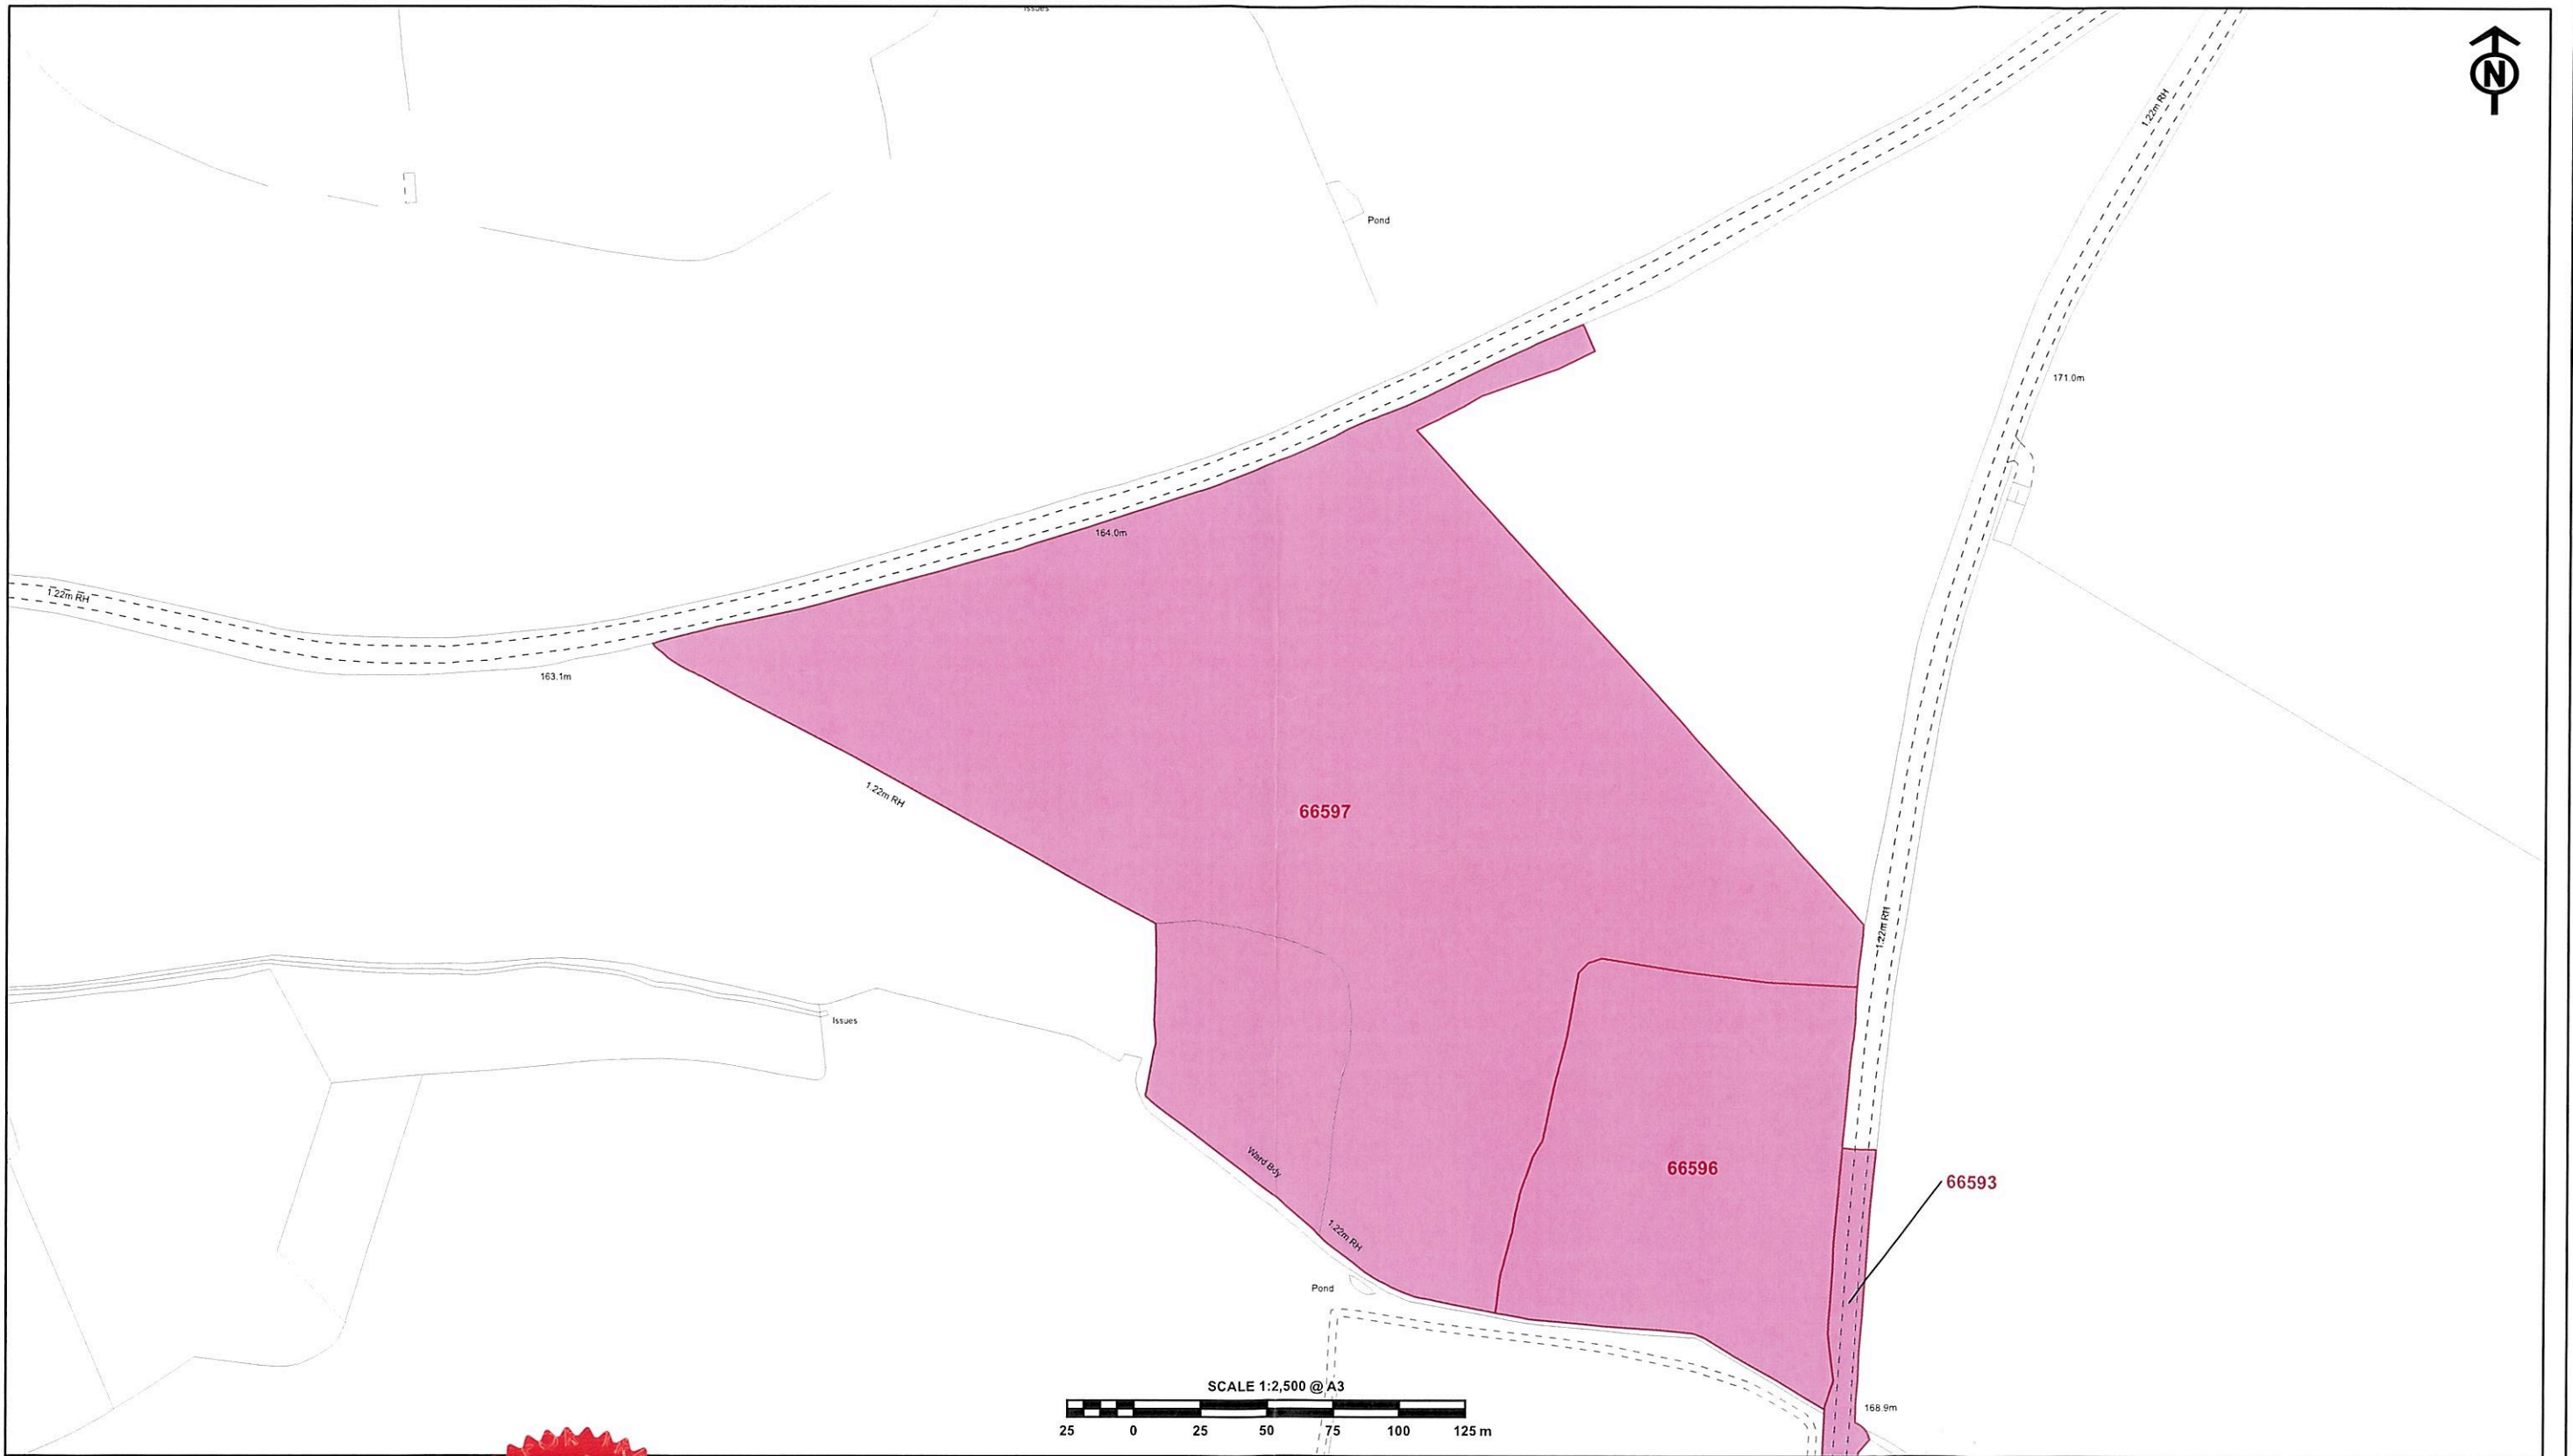 Issues
N
1.22m RH
Pond
171.0m
164.0m
1.22m RH
163.1m
1.22m RH
66597
1.22m RH
Issues
Ward Bdy
66596
66593
1.22m RH
Pond
SCALE 1:2,500 @ A3
168.9m
25 0 25 50 75 100 125 m